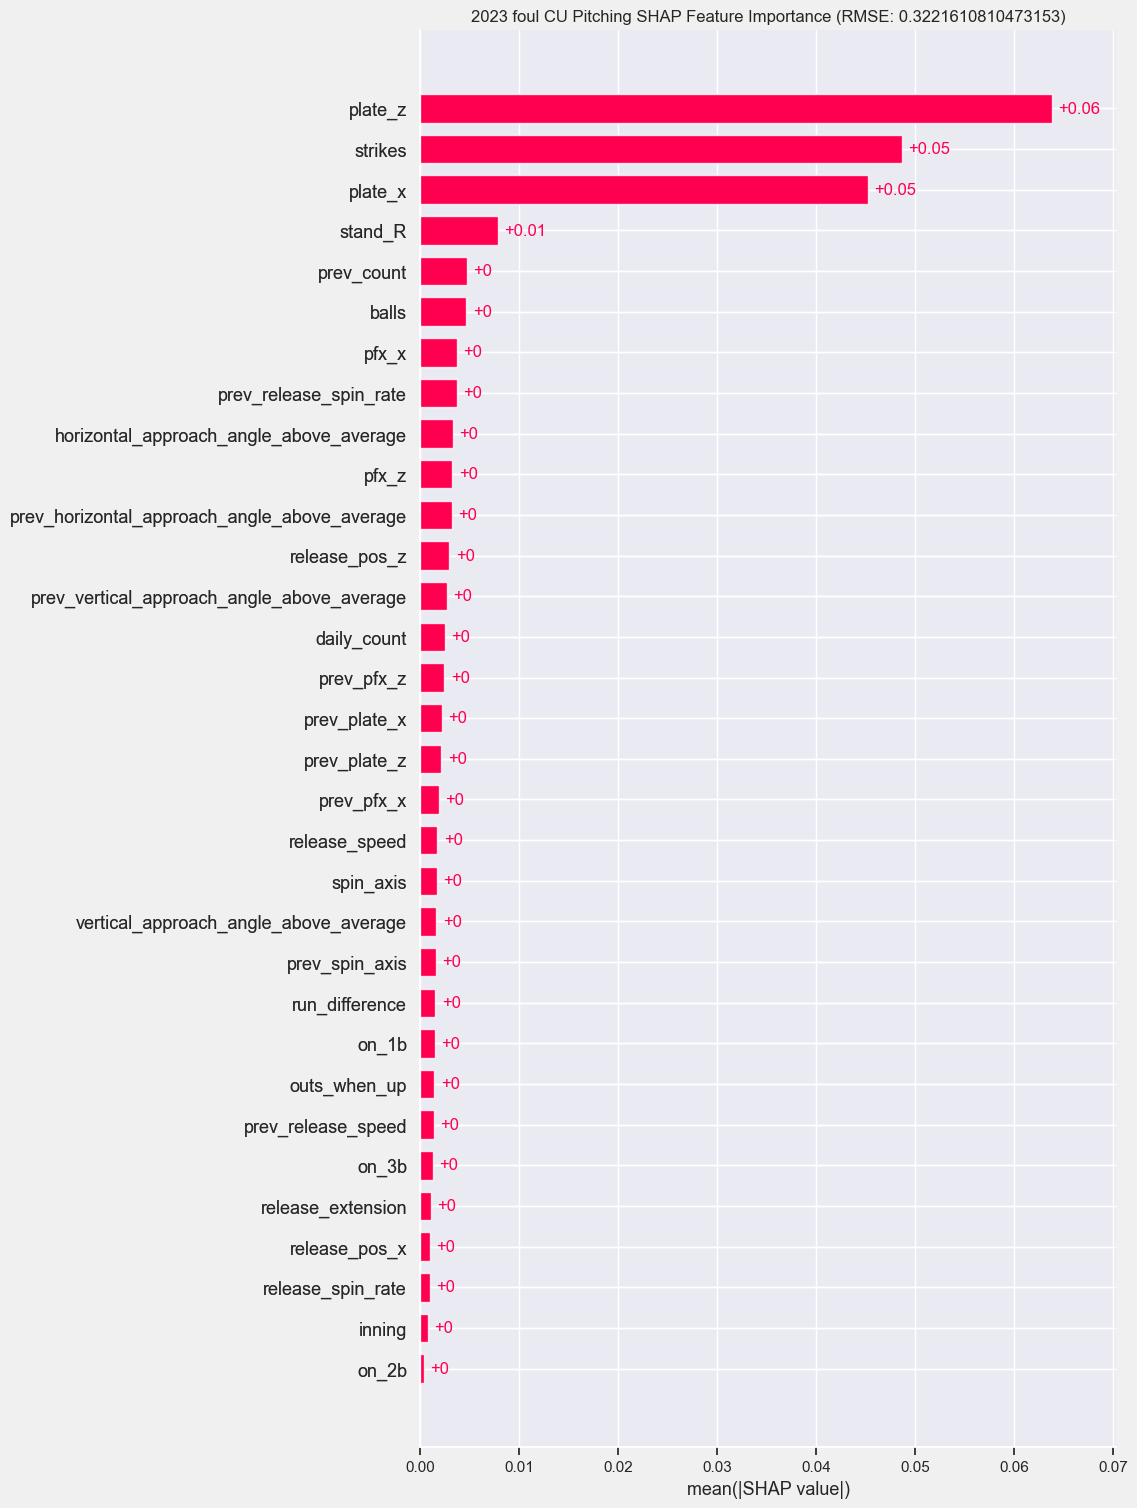 2023 foul CU Pitching SHAP Feature Importance (RMSE: 0.3221610810473153)
plate_z +0.06
strikes +0.05
plate_x +0.05
stand_R +0.01
prev_count +0
balls +0
pfx_x +0
prev_release_spin_rate +0
horizontal_approach_angle_above_average +0
pfx_z +0
prev_horizontal_approach_angle_above_average +0
release_pos_z +0
prev_vertical_approach_angle_above_average +0
daily_count +0
prev_pfx_z +0
prev_plate_x +0
prev_plate_z +0
prev_pfx_x +0
release_speed +0
spin_axis +0
vertical_approach_angle_above_average +0
prev_spin_axis +0
run_difference +0
on_1b +0
outs_when_up +0
prev_release_speed +0
on_3b +0
release_extension +0
release_pos_x +0
release_spin_rate +0
inning +0
on_2b +0
0.00 0.01 0.02 0.03 0.04 0.05 0.06 0.07
mean(|SHAP value|)